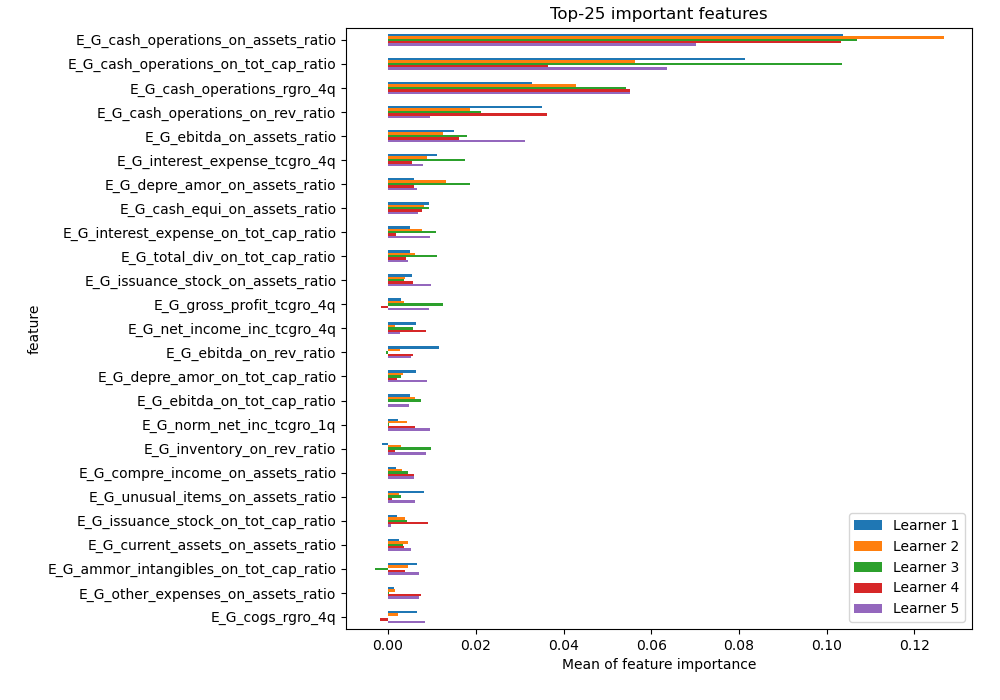 Top-25 important features
E_G_cash_operations_on_assets_ratio
E_G_cash_operations_on_tot_cap_ratio
E_G_cash_operations_rgro_4q
E_G_cash_operations_on_rev_ratio
E_G_ebitda_on_assets_ratio
E_G_interest_expense_tcgro_4q
E_G_depre_amor_on_assets_ratio
E_G_cash_equi_on_assets_ratio
E_G_interest_expense_on_tot_cap_ratio
E_G_total_div_on_tot_cap_ratio
E_G_issuance_stock_on_assets_ratio
E_G_gross_profit_tcgro_4q
E_G_net_income_inc_tcgro_4q
E_G_ebitda_on_rev_ratio
E_G_depre_amor_on_tot_cap_ratio
E_G_ebitda_on_tot_cap_ratio
E_G_norm_net_inc_tcgro_1q
E_G_inventory_on_rev_ratio
E_G_compre_income_on_assets_ratio
E_G_unusual_items_on_assets_ratio
E_G_issuance_stock_on_tot_cap_ratio
E_G_current_assets_on_assets_ratio
E_G_ammor_intangibles_on_tot_cap_ratio
E_G_other_expenses_on_assets_ratio
E_G_cogs_rgro_4q
feature
Learner 1
Learner 2
Learner 3
Learner 4
Learner 5
0.00 0.02 0.04 0.06 0.08 0.10 0.12
Mean of feature importance